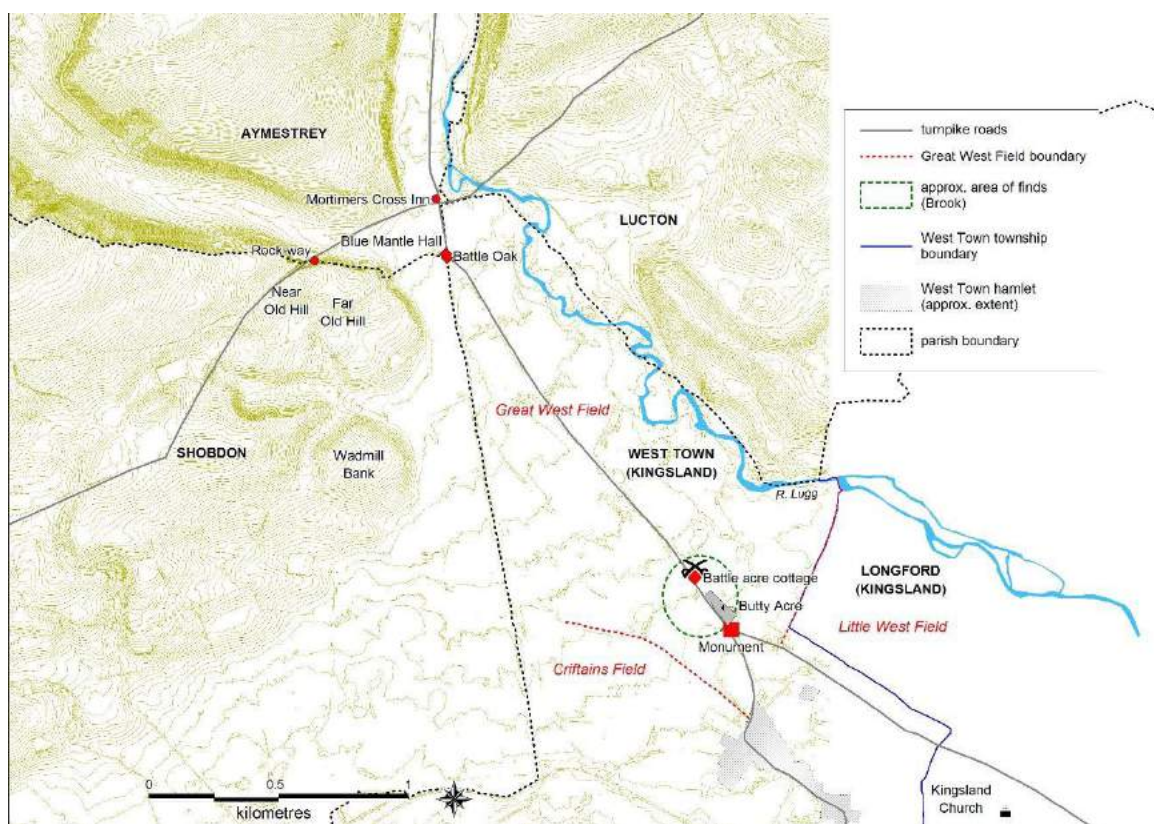 AYMESTREY
Mortimers Cross Inn
LUCTON
Blue Mantle Hall
Battle Oak
Rockway
Near
Old Hill
Far
Old Hill
Great West Field
SHOBDON
Wadmill
Bank
WEST TOWN
(KINGSLAND)
R. Lugg
Battle acre cottage
Butty Acre
Monument
LONGFORD
(KINGSLAND)
Little West Field
Criftains Field
Kingsland
Church
0 0.5 1
kilometres
turnpike roads
Great West Field boundary
approx. area of finds
(Brook)
West Town township
boundary
West Town hamlet
(approx. extent)
parish boundary